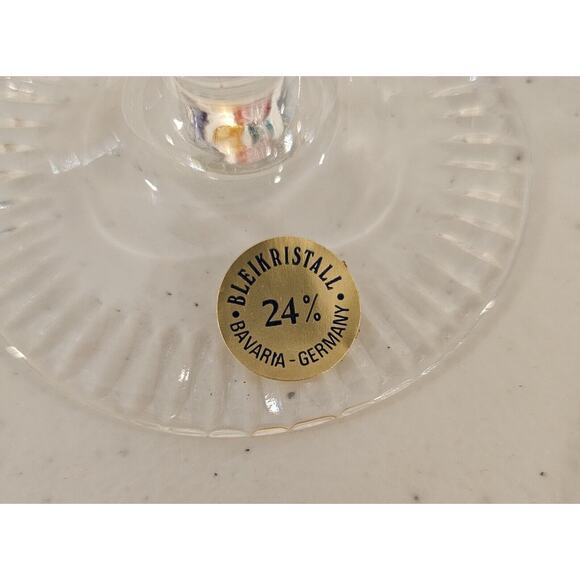 • BLEIKRISTALL •
24%
BAVARIA - GERMANY